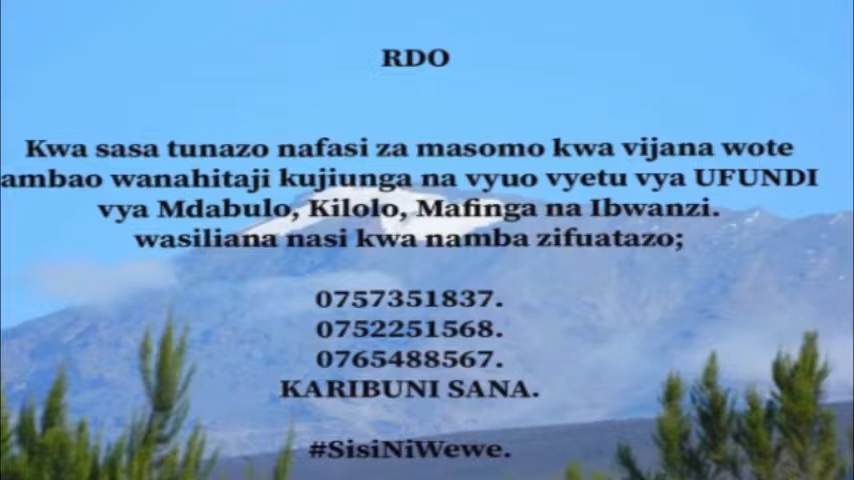 RDO
Kwa sasa tunazo nafasi za masomo kwa vijana wote
ambao wanahitaji kujiunga na vyuo vyetu vya UFUNDI
vya Mdabulo, Kilolo, Mafinga na Ibwanzi.
wasiliana nasi kwa namba zifuatazo;
0757351837.
0752251568.
0765488567.
KARIBUNI SANA.
#SisiNiWewe.